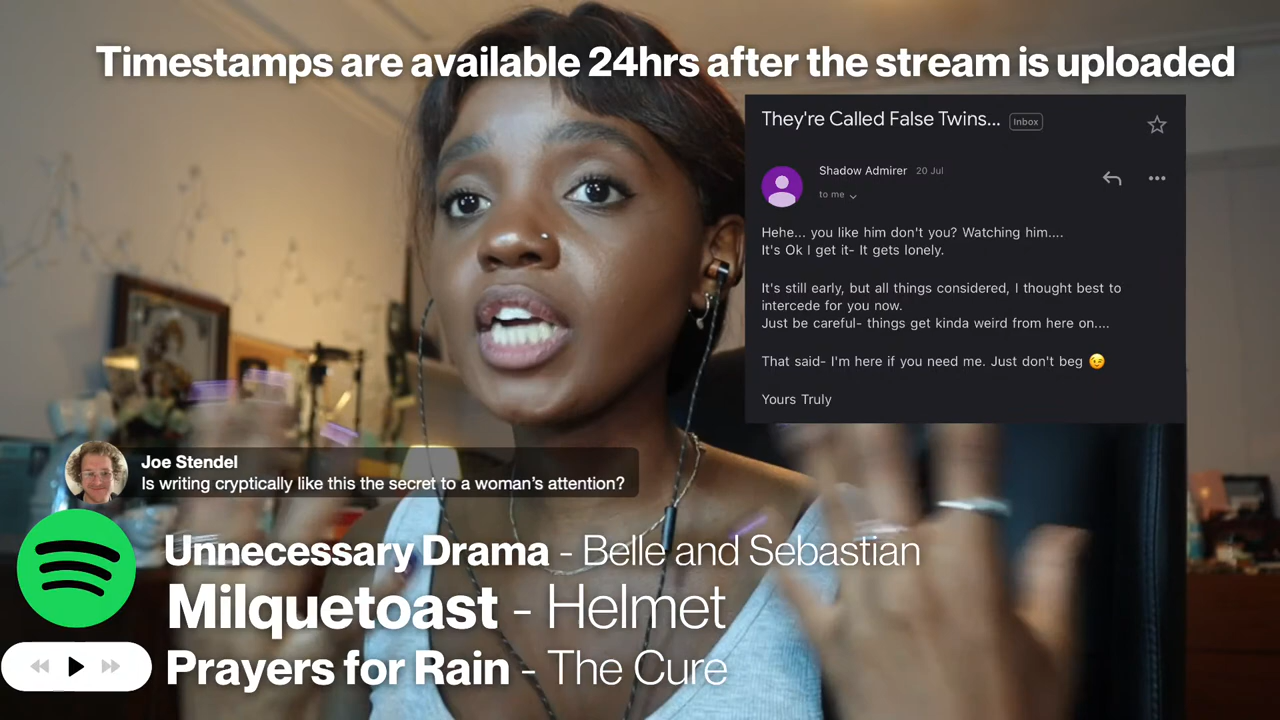 Timestamps are available 24hrs after the stream is uploaded
They're Called False Twins... Inbox
Shadow Admirer 20 Jul
to me
Hehe... you like him don't you? Watching him....
It's Ok I get it- It gets lonely.
It's still early, but all things considered, I thought best to
intercede for you now.
Just be careful- things get kinda weird from here on....
That said- I'm here if you need me. Just don't beg 😉
Yours Truly
Joe Stendel
Is writing cryptically like this the secret to a woman's attention?
Unnecessary Drama - Belle and Sebastian
Milquetoast - Helmet
Prayers for Rain - The Cure